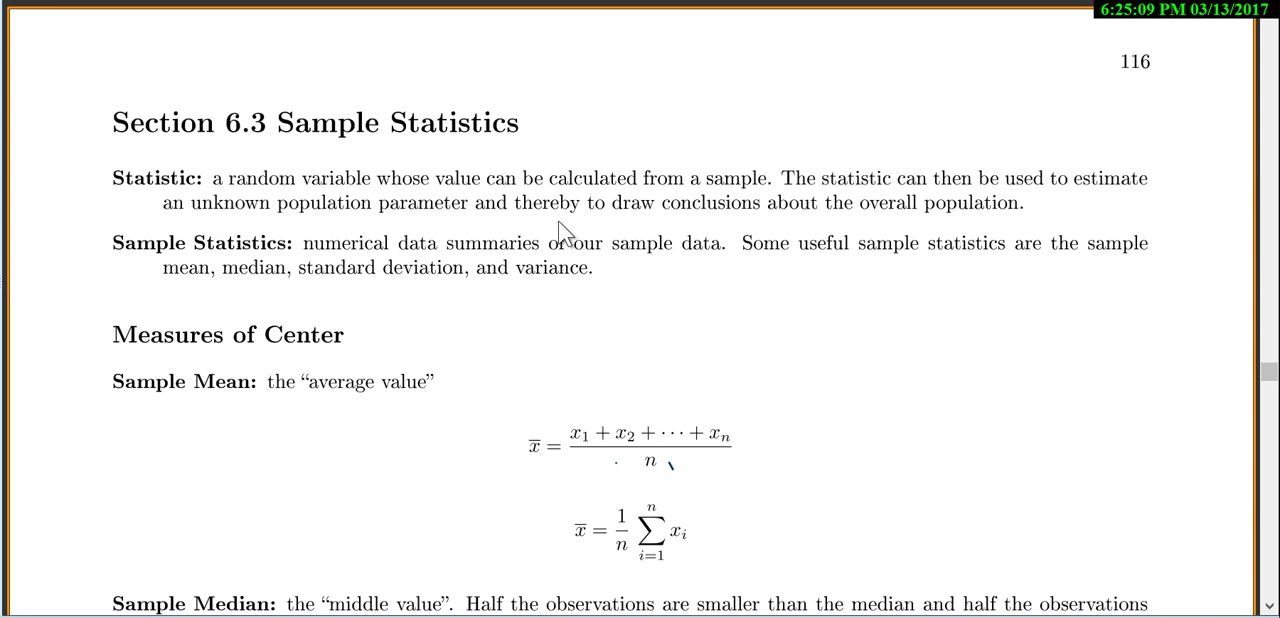 6:25:09 PM 03/13/2017
116
Section 6.3 Sample Statistics
Statistic: a random variable whose value can be calculated from a sample. The statistic can then be used to estimate
an unknown population parameter and thereby to draw conclusions about the overall population.
Sample Statistics: numerical data summaries of our sample data. Some useful sample statistics are the sample
mean, median, standard deviation, and variance.
Measures of Center
Sample Mean: the “average value”
x̅ = (x₁ + x₂ + ⋯ + xₙ) / n
x̅ = 1/n ∑ᵢ₌₁ⁿ xᵢ
Sample Median: the “middle value”. Half the observations are smaller than the median and half the observations